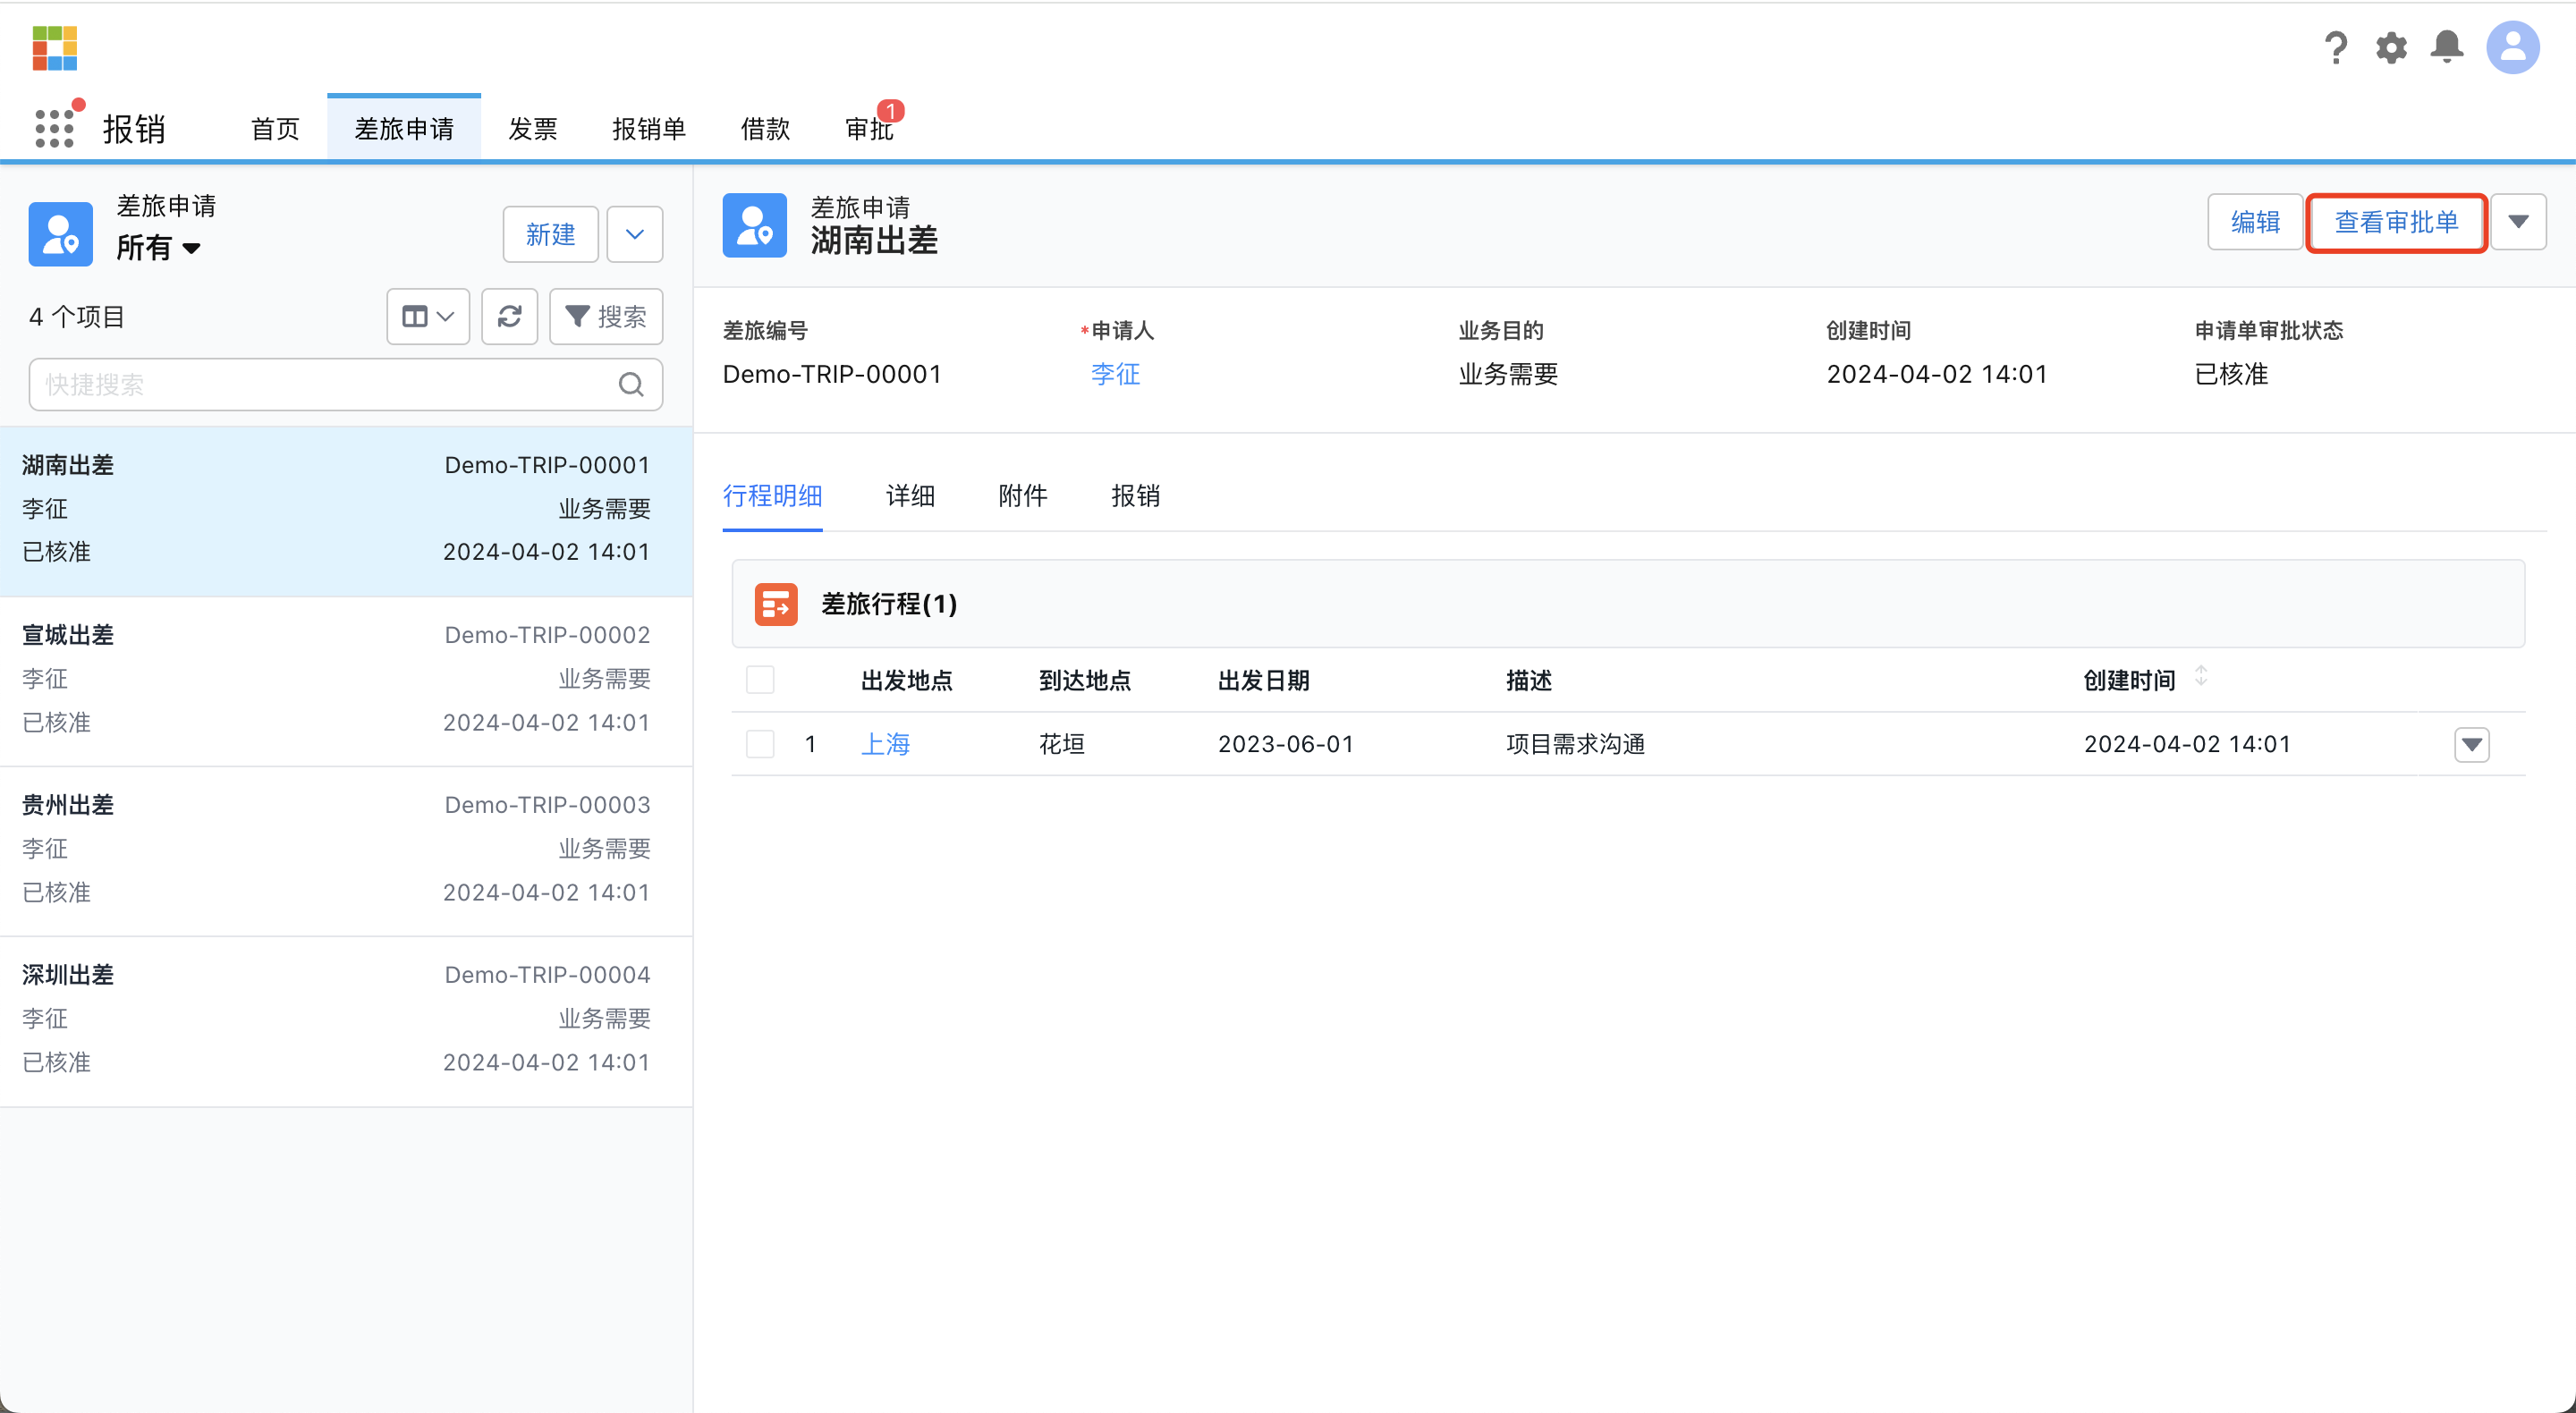 报销
首页
差旅申请
发票
报销单
借款
审批
1
差旅申请
所有
新建
4 个项目
搜索
快捷搜索
湖南出差 Demo-TRIP-00001
李征 业务需要
已核准 2024-04-02 14:01
宣城出差 Demo-TRIP-00002
李征 业务需要
已核准 2024-04-02 14:01
贵州出差 Demo-TRIP-00003
李征 业务需要
已核准 2024-04-02 14:01
深圳出差 Demo-TRIP-00004
李征 业务需要
已核准 2024-04-02 14:01
差旅申请
湖南出差
编辑
查看审批单
差旅编号 *申请人 业务目的 创建时间 申请单审批状态
Demo-TRIP-00001 李征 业务需要 2024-04-02 14:01 已核准
行程明细 详细 附件 报销
差旅行程(1)
出发地点 到达地点 出发日期 描述 创建时间
1 上海 花垣 2023-06-01 项目需求沟通 2024-04-02 14:01